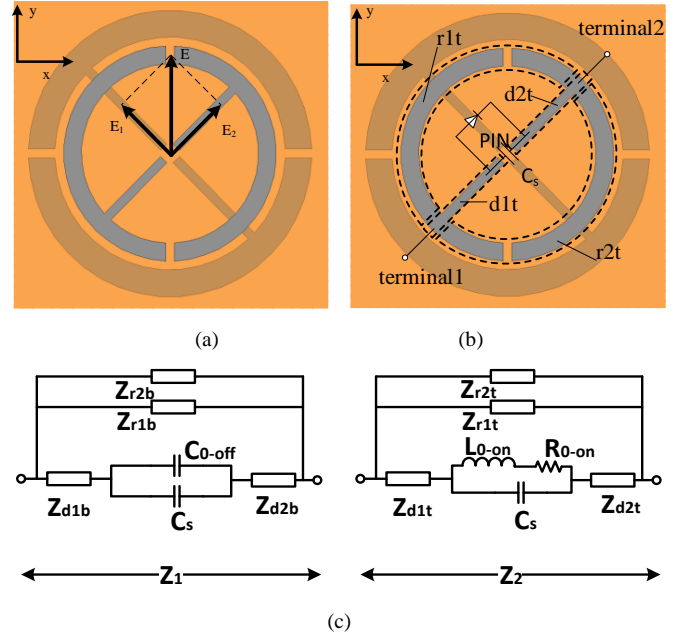 y
x
E
E1
E2
(a)
y
x
r1t
terminal2
d2t
PIN
Cs
d1t
r2t
terminal1
(b)
Zr2b
Zr1b
C0-off
Zd1b
Cs
Zd2b
Z1
Zr2t
Zr1t
L0-on
R0-on
Zd1t
Cs
Zd2t
Z2
(c)